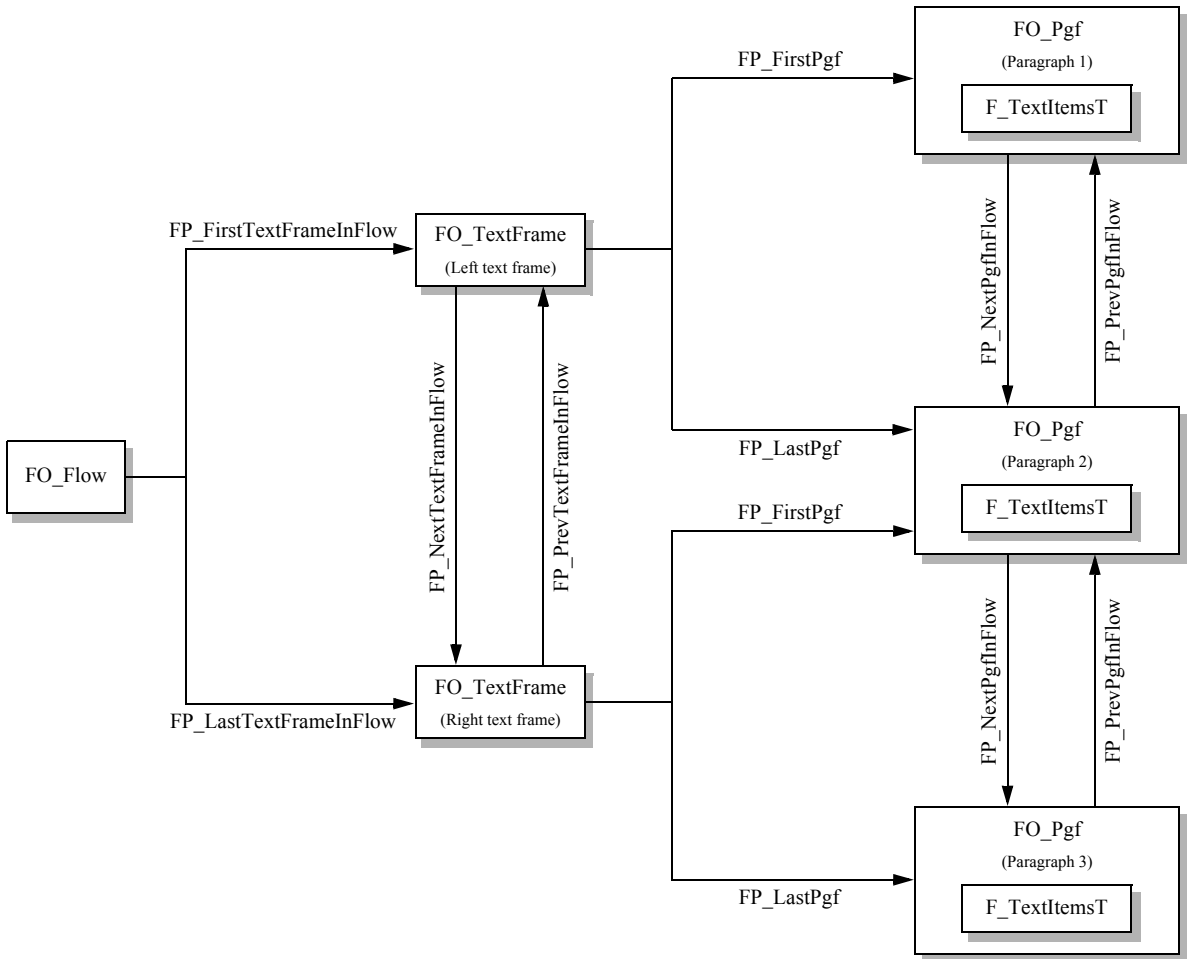 FO_Pgf
(Paragraph 1)
F_TextItemsT
FP_FirstPgf
FP_FirstTextFrameInFlow
FO_TextFrame
(Left text frame)
FP_NextPgfInFlow
FP_PrevPgfInFlow
FO_Flow
FP_NextTextFrameInFlow
FP_PrevTextFrameInFlow
FP_LastPgf
FO_Pgf
(Paragraph 2)
F_TextItemsT
FP_FirstPgf
FO_TextFrame
(Right text frame)
FP_LastTextFrameInFlow
FP_NextPgfInFlow
FP_PrevPgfInFlow
FP_LastPgf
FO_Pgf
(Paragraph 3)
F_TextItemsT